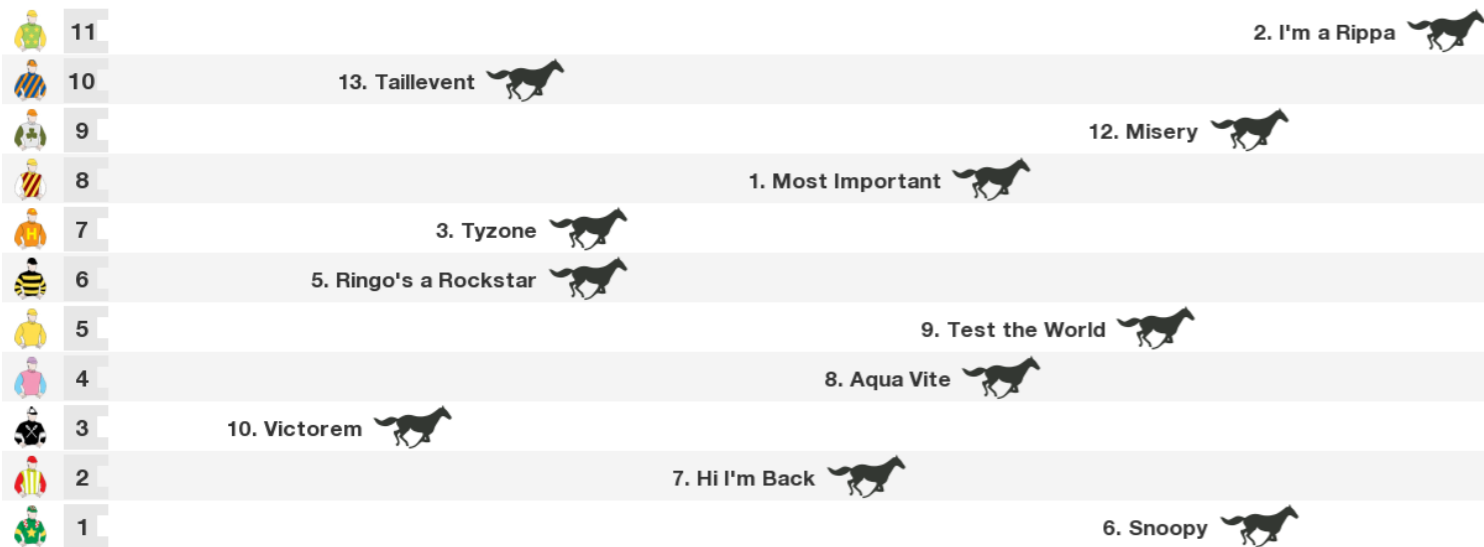 11 2. I'm a Rippa
10 13. Taillevent
9 12. Misery
8 1. Most Important
7 3. Tyzone
H
6 5. Ringo's a Rockstar
5 9. Test the World
4 8. Aqua Vite
3 10. Victorem
2 7. Hi I'm Back
1 6. Snoopy